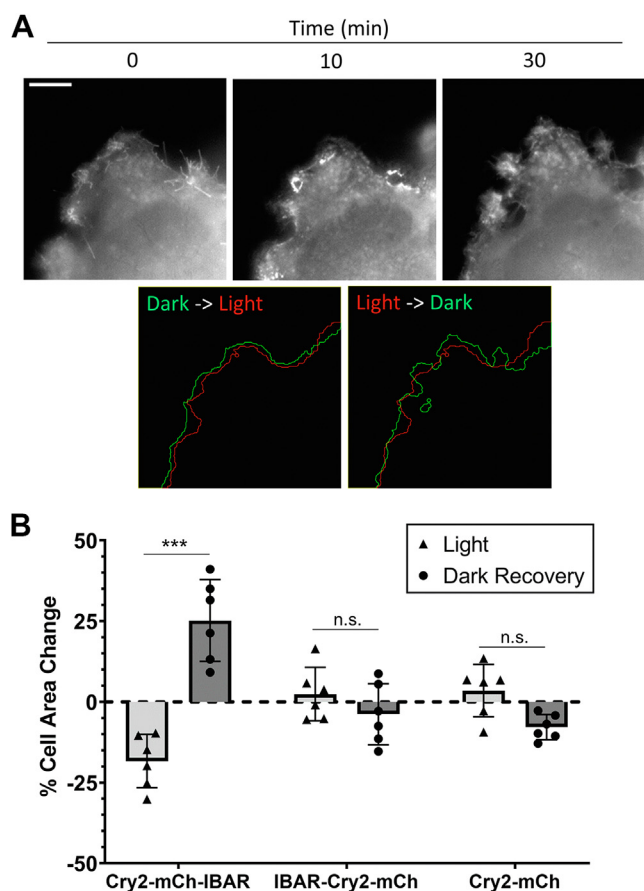 A
Time (min)
0 10 30
Dark -> Light
Light -> Dark
B
50
25
0
-25
-50
% Cell Area Change
***
n.s.
n.s.
Light
Dark Recovery
Cry2-mCh-IBAR IBAR-Cry2-mCh Cry2-mCh